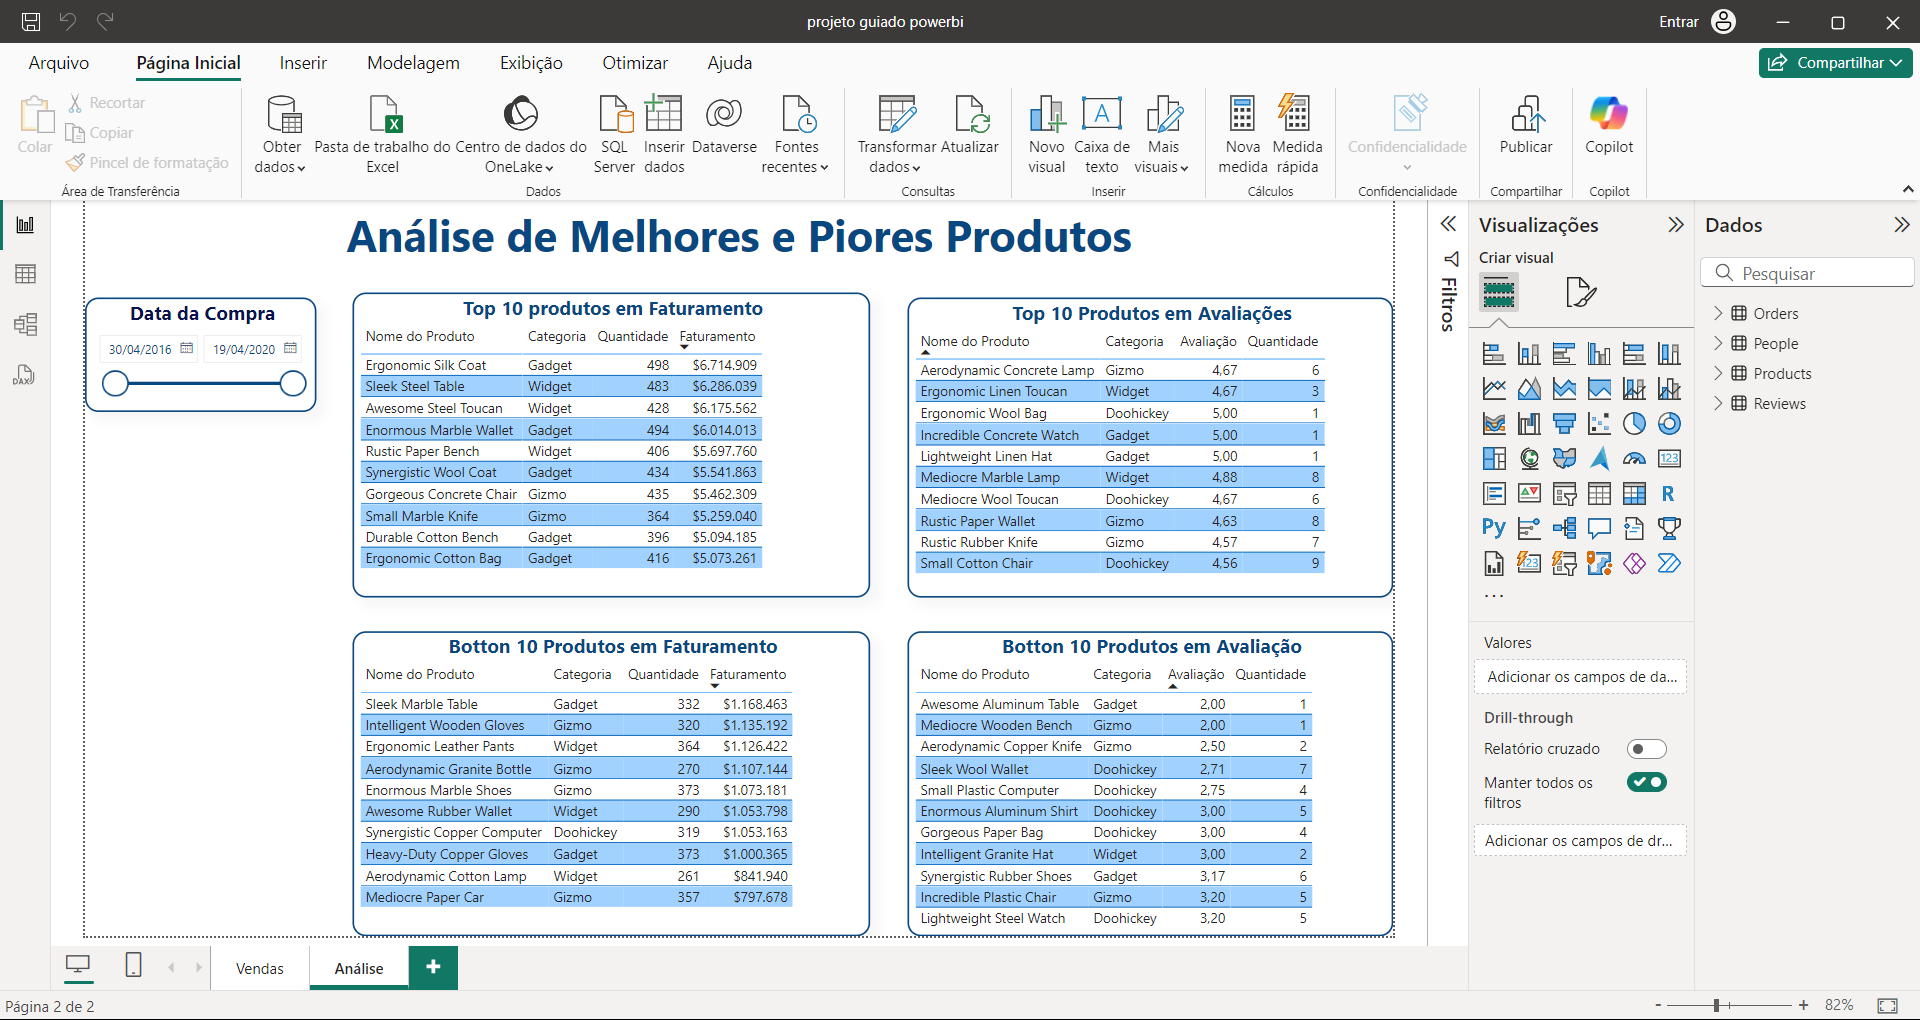 projeto guiado powerbi
Entrar
Arquivo Página Inicial Inserir Modelagem Exibição Otimizar Ajuda
Compartilhar
Colar
Recortar
Copiar
Pincel de formatação
Área de Transferência
Obter dados
Pasta de trabalho do Excel
Centro de dados do OneLake
SQL Server
Inserir dados
Dataverse
Fontes recentes
Dados
Transformar dados
Atualizar
Consultas
Novo visual
Caixa de texto
Mais visuais
Inserir
Nova medida
Medida rápida
Cálculos
Confidencialidade
Confidencialidade
Publicar
Compartilhar
Copilot
Copilot
Análise de Melhores e Piores Produtos
Data da Compra
30/04/2016 19/04/2020
Top 10 produtos em Faturamento
Nome do Produto Categoria Quantidade Faturamento
Ergonomic Silk Coat Gadget 498 $6.714.909
Sleek Steel Table Widget 483 $6.286.039
Awesome Steel Toucan Widget 428 $6.175.562
Enormous Marble Wallet Widget 494 $6.014.013
Rustic Paper Bench Widget 406 $5.697.760
Synergistic Wool Coat Gadget 434 $5.541.863
Gorgeous Concrete Chair Gizmo 435 $5.462.309
Small Marble Knife Gizmo 364 $5.259.040
Durable Cotton Bench Gadget 396 $5.094.185
Ergonomic Cotton Bag Gadget 416 $5.073.261
Top 10 Produtos em Avaliações
Nome do Produto Categoria Avaliação Quantidade
Aerodynamic Concrete Lamp Gizmo 4,67 6
Ergonomic Linen Toucan Widget 4,67 3
Ergonomic Wool Bag Doohickey 5,00 1
Incredible Concrete Watch Gadget 5,00 1
Lightweight Linen Hat Gadget 5,00 1
Mediocre Marble Lamp Widget 4,88 8
Mediocre Wool Toucan Doohickey 4,67 6
Rustic Paper Wallet Gizmo 4,63 8
Rustic Rubber Knife Gizmo 4,57 7
Small Cotton Chair Doohickey 4,56 9
Botton 10 Produtos em Faturamento
Nome do Produto Categoria Quantidade Faturamento
Sleek Marble Table Gadget 332 $1.168.463
Intelligent Wooden Gloves Gizmo 320 $1.135.192
Ergonomic Leather Pants Widget 364 $1.126.422
Aerodynamic Granite Bottle Gizmo 270 $1.107.144
Enormous Marble Shoes Gizmo 373 $1.073.181
Awesome Rubber Wallet Widget 290 $1.053.798
Synergistic Copper Computer Doohickey 319 $1.053.163
Heavy-Duty Copper Gloves Gadget 373 $1.000.365
Aerodynamic Cotton Lamp Widget 261 $841.940
Mediocre Paper Car Gizmo 357 $797.678
Botton 10 Produtos em Avaliação
Nome do Produto Categoria Avaliação Quantidade
Awesome Aluminum Table Gadget 2,00 1
Mediocre Wooden Bench Gizmo 2,00 1
Aerodynamic Copper Knife Gizmo 2,50 2
Sleek Wool Wallet Doohickey 2,71 7
Small Plastic Computer Doohickey 2,75 4
Enormous Aluminum Shirt Doohickey 3,00 5
Gorgeous Paper Bag Doohickey 3,00 4
Intelligent Granite Hat Widget 3,00 2
Synergistic Rubber Shoes Gadget 3,17 6
Incredible Plastic Chair Gizmo 3,20 5
Lightweight Steel Watch Doohickey 3,20 5
Filtros
Visualizações
Criar visual
123
R
Py
123
...
Valores
Adicionar os campos de da...
Drill-through
Relatório cruzado
Manter todos os
filtros
Adicionar os campos de dr...
Dados
Pesquisar
Orders
People
Products
Reviews
DAX
Vendas Análise +
Página 2 de 2
- + 82%